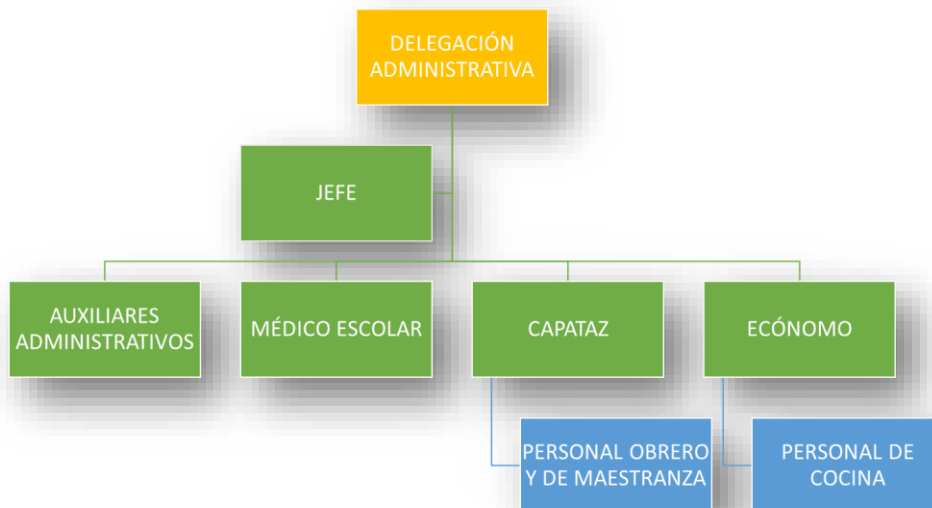 DELEGACIÓN
ADMINISTRATIVA
JEFE
AUXILIARES
ADMINISTRATIVOS
MÉDICO ESCOLAR
CAPATAZ
ECÓNOMO
PERSONAL OBRERO
Y DE MAESTRANZA
PERSONAL DE
COCINA